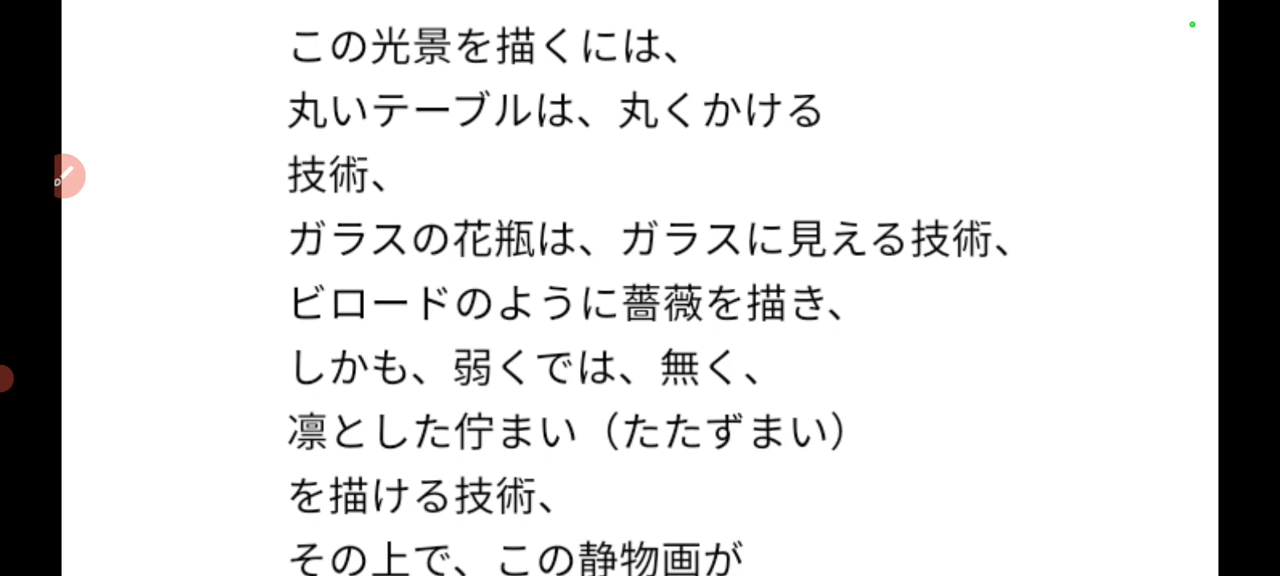 この光景を描くには、
丸いテーブルは、丸くかける
技術、
ガラスの花瓶は、ガラスに見える技術、
ビロードのように薔薇を描き、
しかも、弱くでは、無く、
凛とした佇まい（たたずまい）
を描ける技術、
その上で、この静物画が